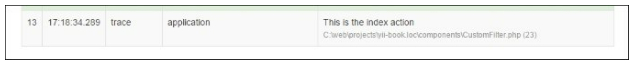 13 17:18:34.289 trace application This is the index action
C:\web\projects\yii-book.loc\components\CustomFilter.php (23)